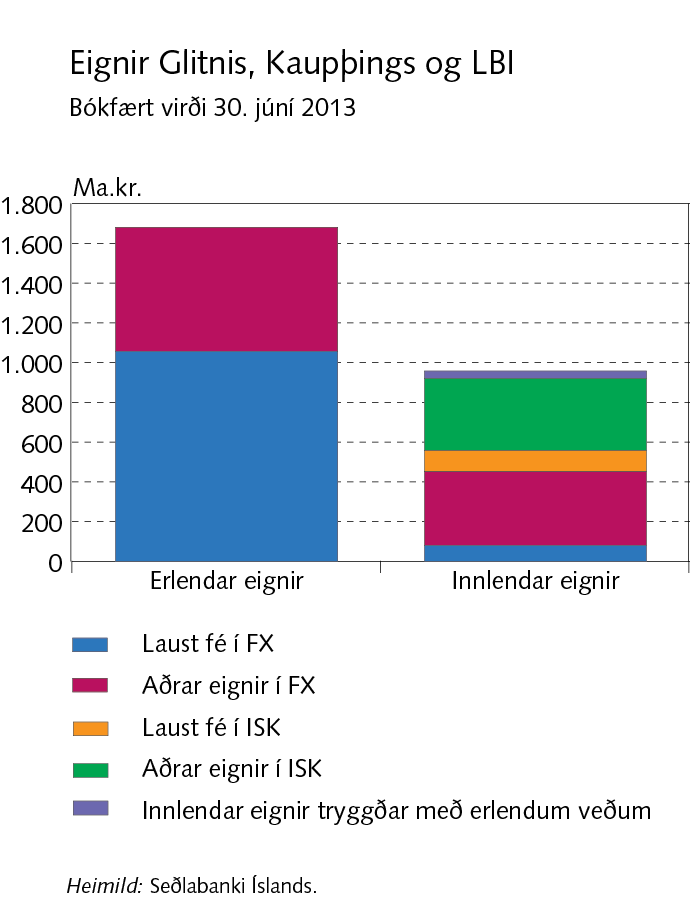 Eignir Glitnis, Kaupþings og LBI
Bókfært virði 30. júní 2013
Ma.kr.
1.800
1.600
1.400
1.200
1.000
800
600
400
200
0
Erlendar eignir
Innlendar eignir
Laust fé í FX
Aðrar eignir í FX
Laust fé í ISK
Aðrar eignir í ISK
Innlendar eignir tryggðar með erlendum veðum
Heimild: Seðlabanki Íslands.